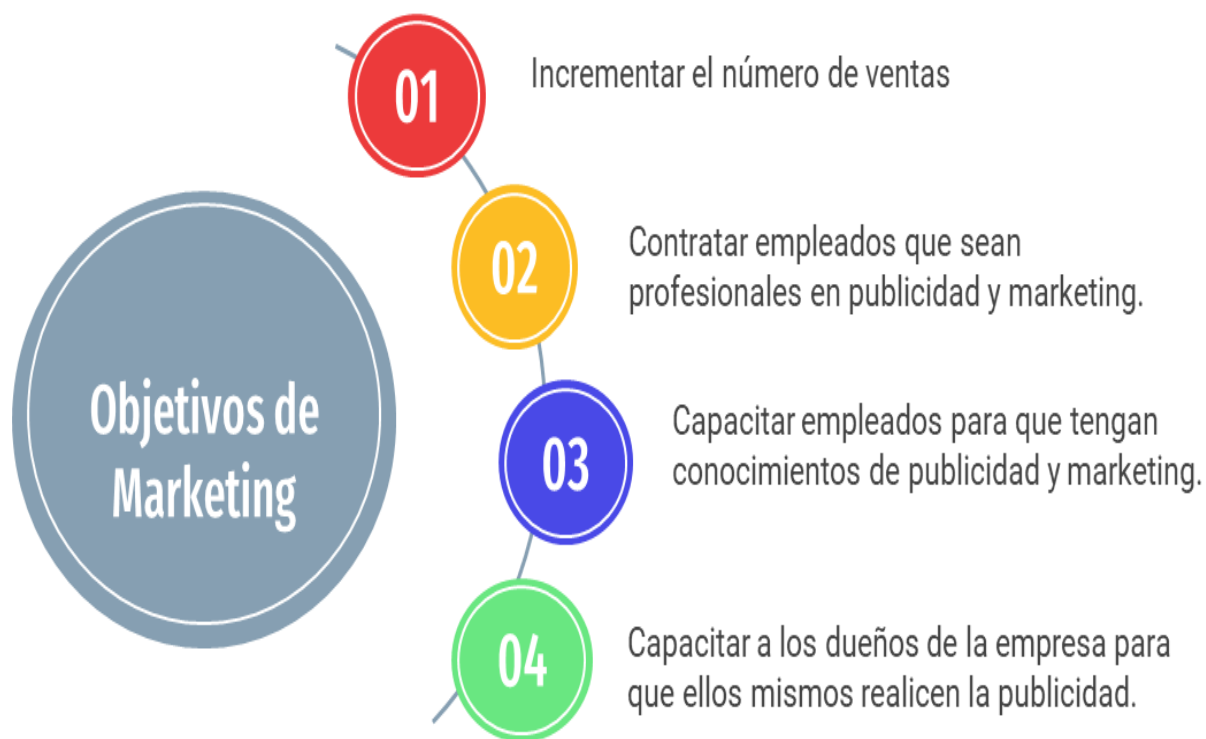 01
Incrementar el número de ventas
02
Contratar empleados que sean
profesionales en publicidad y marketing.
Objetivos de
Marketing
03
Capacitar empleados para que tengan
conocimientos de publicidad y marketing.
04
Capacitar a los dueños de la empresa para
que ellos mismos realicen la publicidad.